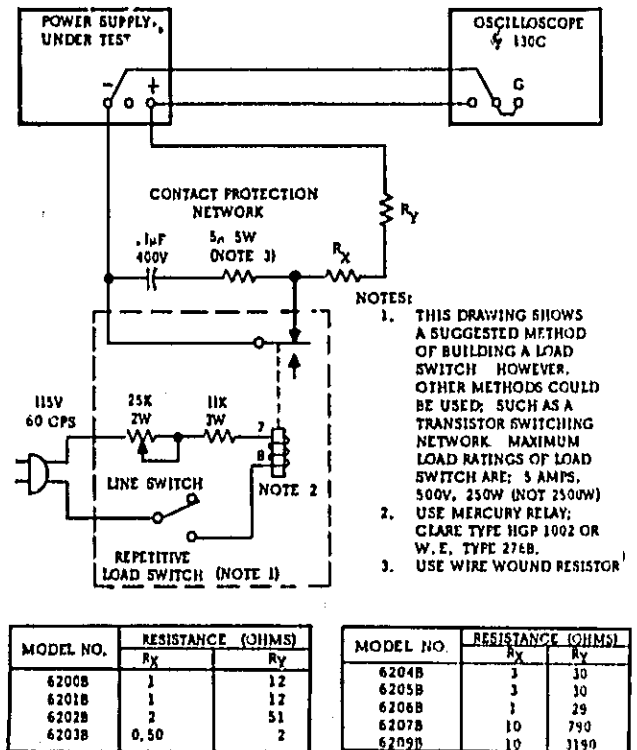 POWER SUPPLY,
UNDER TEST
-
+
OSCILLOSCOPE
130C
G
CONTACT PROTECTION
NETWORK
.1µF
400V
5Ω 5W
(NOTE 3)
RX
RY
115V
60 CPS
25K
2W
11K
3W
7
8
LINE SWITCH
NOTE 2
REPETITIVE
LOAD SWITCH (NOTE 1)
NOTES:
1. THIS DRAWING SHOWS
A SUGGESTED METHOD
OF BUILDING A LOAD
SWITCH HOWEVER,
OTHER METHODS COULD
BE USED; SUCH AS A
TRANSISTOR SWITCHING
NETWORK MAXIMUM
LOAD RATINGS OF LOAD
SWITCH ARE; 5 AMPS,
500V, 250W (NOT 2500W)
2. USE MERCURY RELAY;
CLARE TYPE HGP 1002 OR
W.E. TYPE 276B.
3. USE WIRE WOUND RESISTOR
MODEL NO. RESISTANCE (OHMS)
RX RY
6200B 1 12
6201B 1 12
6202B 2 51
6203B 0.50 2
MODEL NO. RESISTANCE (OHMS)
RX RY
6204B 3 30
6205B 3 30
6206B 1 29
6207B 10 790
6209B 10 3190